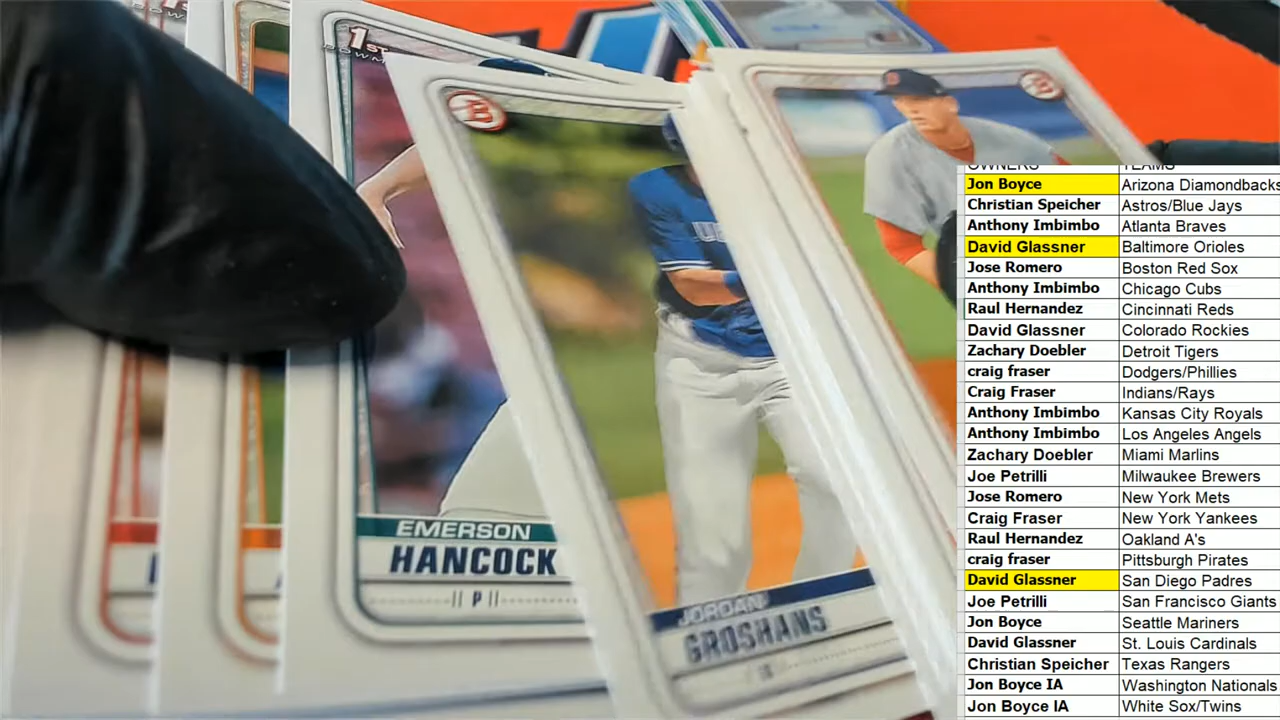 1ST
BOWMAN
B
B
EMERSON
HANCOCK
P
JORDAN
GROSHANS
OWNERS TEAMS
Jon Boyce Arizona Diamondbacks
Christian Speicher Astros/Blue Jays
Anthony Imbimbo Atlanta Braves
David Glassner Baltimore Orioles
Jose Romero Boston Red Sox
Anthony Imbimbo Chicago Cubs
Raul Hernandez Cincinnati Reds
David Glassner Colorado Rockies
Zachary Doebler Detroit Tigers
craig fraser Dodgers/Phillies
Craig Fraser Indians/Rays
Anthony Imbimbo Kansas City Royals
Anthony Imbimbo Los Angeles Angels
Zachary Doebler Miami Marlins
Joe Petrilli Milwaukee Brewers
Jose Romero New York Mets
Craig Fraser New York Yankees
Raul Hernandez Oakland A's
craig fraser Pittsburgh Pirates
David Glassner San Diego Padres
Joe Petrilli San Francisco Giants
Jon Boyce Seattle Mariners
David Glassner St. Louis Cardinals
Christian Speicher Texas Rangers
Jon Boyce IA Washington Nationals
Jon Boyce IA White Sox/Twins